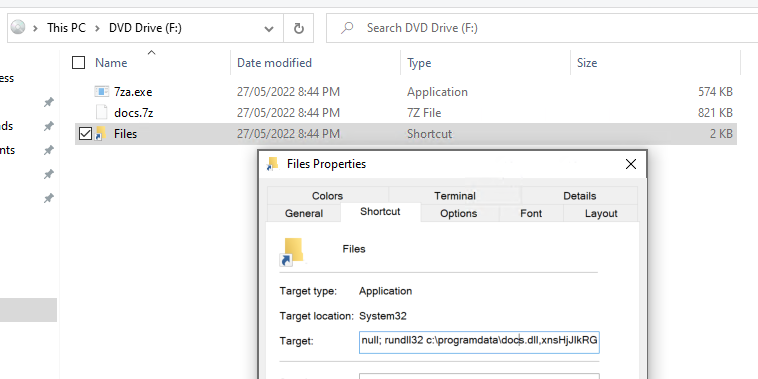 This PC > DVD Drive (F:) >
Search DVD Drive (F:)
Name Date modified Type Size
ess
7za.exe 27/05/2022 8:44 PM Application 574 KB
docs.7z 27/05/2022 8:44 PM 7Z File 821 KB
ds Files 27/05/2022 8:44 PM Shortcut 2 KB
nts
Files Properties
Colors Terminal Details
General Shortcut Options Font Layout
Files
Target type: Application
Target location: System32
Target: null; rundll32 c:\programdata\docs.dll,xnsHjJlkRG